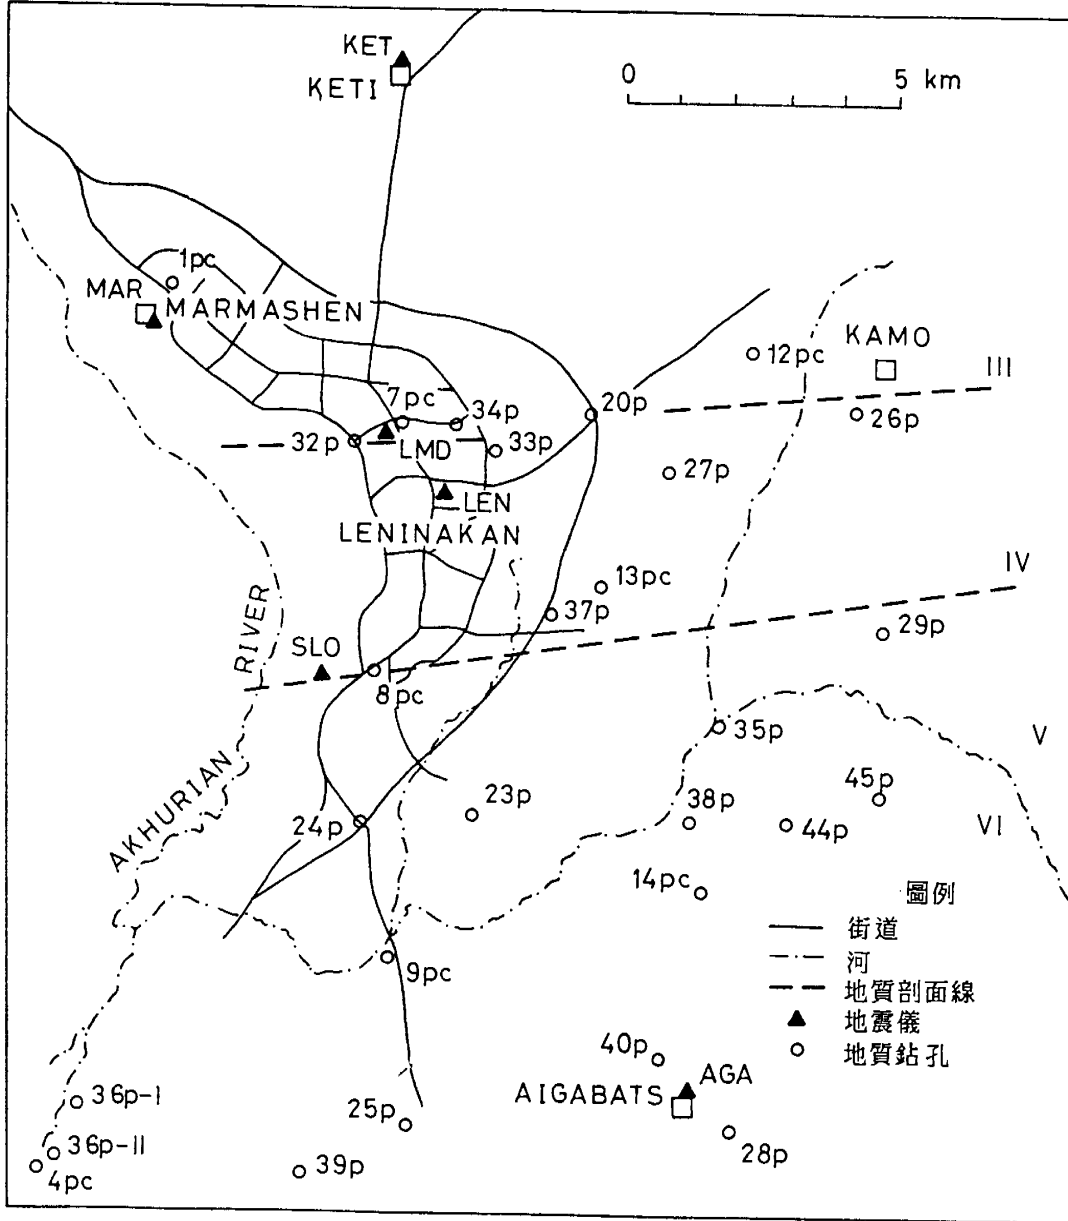 KET
KETI
0 5 km
1pc
MAR
MARMASHEN
KAMO
12pc
III
7pc
34p
20p
26p
32p
LMD
33p
27p
LEN
LENINAKAN
IV
13pc
37p
29p
RIVER
SLO
8pc
35p
V
AKHURIAN
45p
23p
38p
24p
44p
VI
14pc
圖例
街道
河
9pc
地質剖面線
地震儀
地質鉆孔
40p
AGA
AIGABATS
36p-I
25p
36p-II
28p
39p
4pc